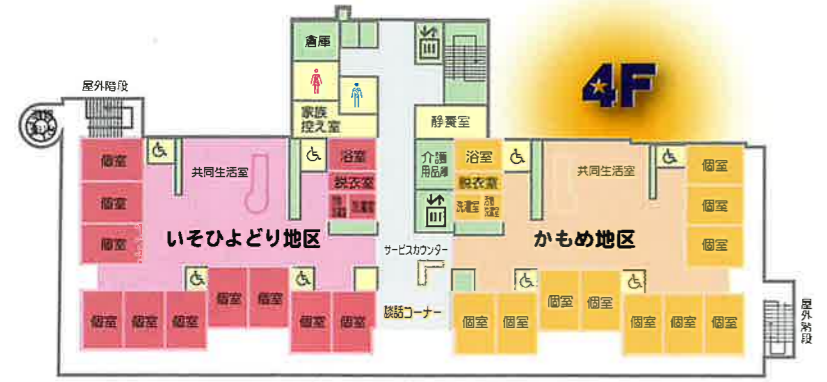 4F
倉庫
屋外階段
家族
控え室
静養室
個室
共同生活室
浴室
介護
用品庫
浴室
共同生活室
個室
脱衣室
脱衣室
個室
洗濯室
洗濯室
個室
個室
いそひよどり地区
サービスカウンター
かもめ地区
個室
個室
個室
個室
個室
個室
個室
個室
個室
談話コーナー
個室
個室
個室
個室
個室
個室
個室
屋外階段